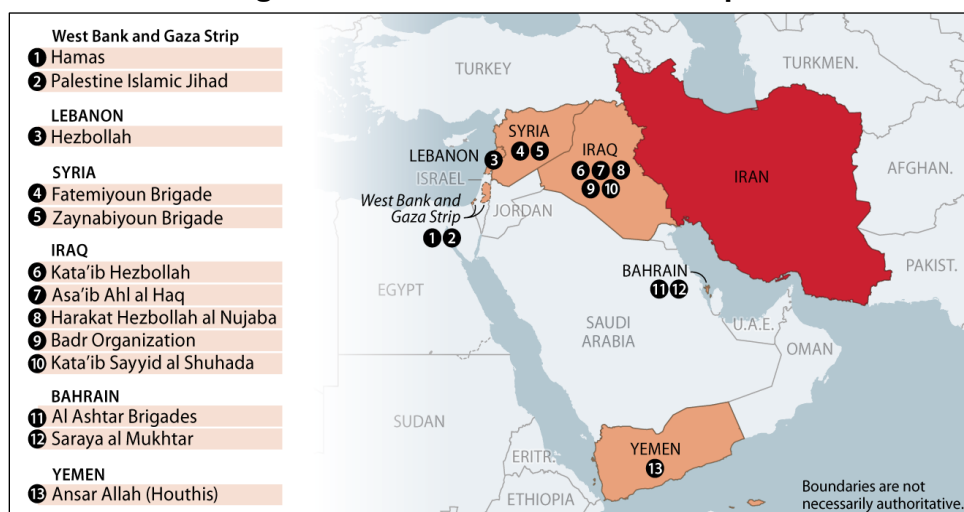 West Bank and Gaza Strip
1 Hamas
2 Palestine Islamic Jihad
LEBANON
3 Hezbollah
SYRIA
4 Fatemiyoun Brigade
5 Zaynabiyoun Brigade
IRAQ
6 Kata'ib Hezbollah
7 Asa'ib Ahl al Haq
8 Harakat Hezbollah al Nujaba
9 Badr Organization
10 Kata'ib Sayyid al Shuhada
BAHRAIN
11 Al Ashtar Brigades
12 Saraya al Mukhtar
YEMEN
13 Ansar Allah (Houthis)
TURKEY
TURKMEN.
SYRIA
4 5
LEBANON 3
IRAQ
6 7 8
9 10
IRAN
AFGHAN.
ISRAEL
West Bank and
Gaza Strip
1 2
JORDAN
PAKIST.
BAHRAIN
11 12
EGYPT
SAUDI
ARABIA
U.A.E.
OMAN
SUDAN
YEMEN
13
ERITR.
ETHIOPIA
Boundaries are not
necessarily authoritative.